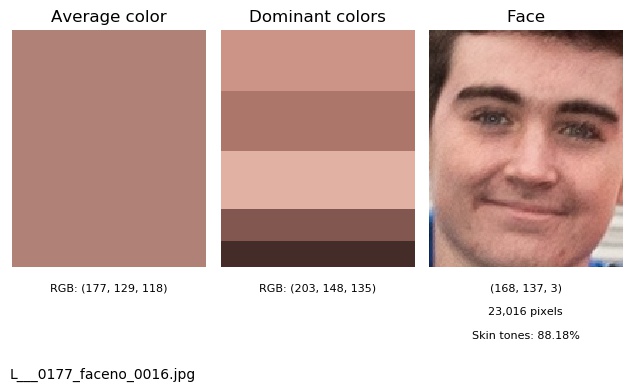 Average color
Dominant colors
Face
RGB: (177, 129, 118)
RGB: (203, 148, 135)
(168, 137, 3)
23,016 pixels
Skin tones: 88.18%
L___0177_faceno_0016.jpg